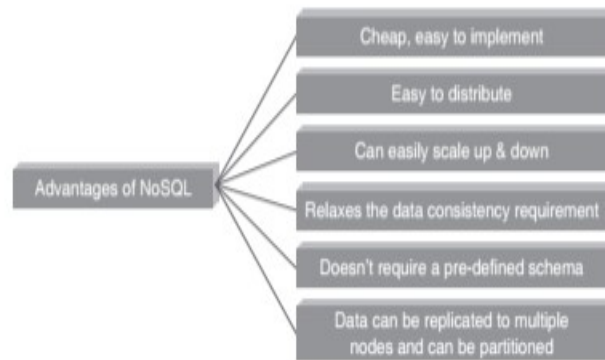 Advantages of NoSQL
Cheap, easy to implement
Easy to distribute
Can easily scale up & down
Relaxes the data consistency requirement
Doesn't require a pre-defined schema
Data can be replicated to multiple
nodes and can be partitioned